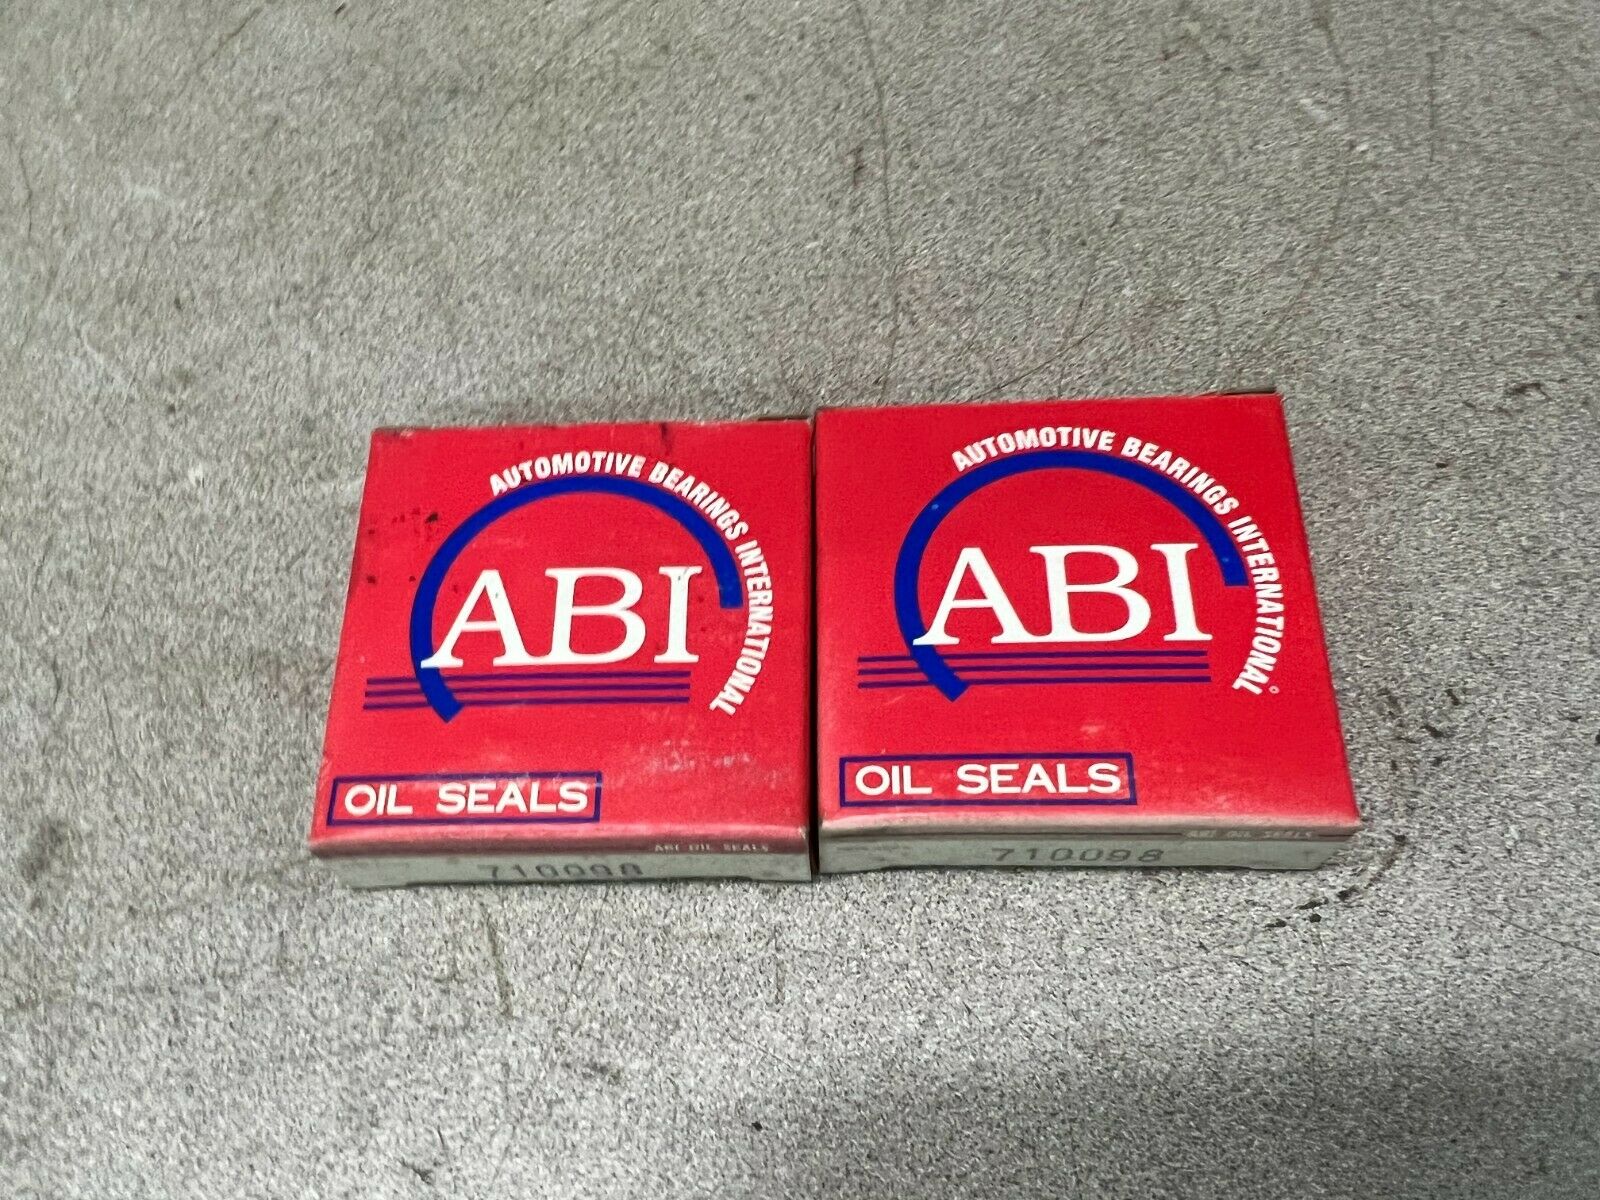 AUTOMOTIVE BEARINGS INTERNATIONAL
ABI
OIL SEALS
ABI OIL SEALS
710098
AUTOMOTIVE BEARINGS INTERNATIONAL
ABI
OIL SEALS
ABI OIL SEALS
710098